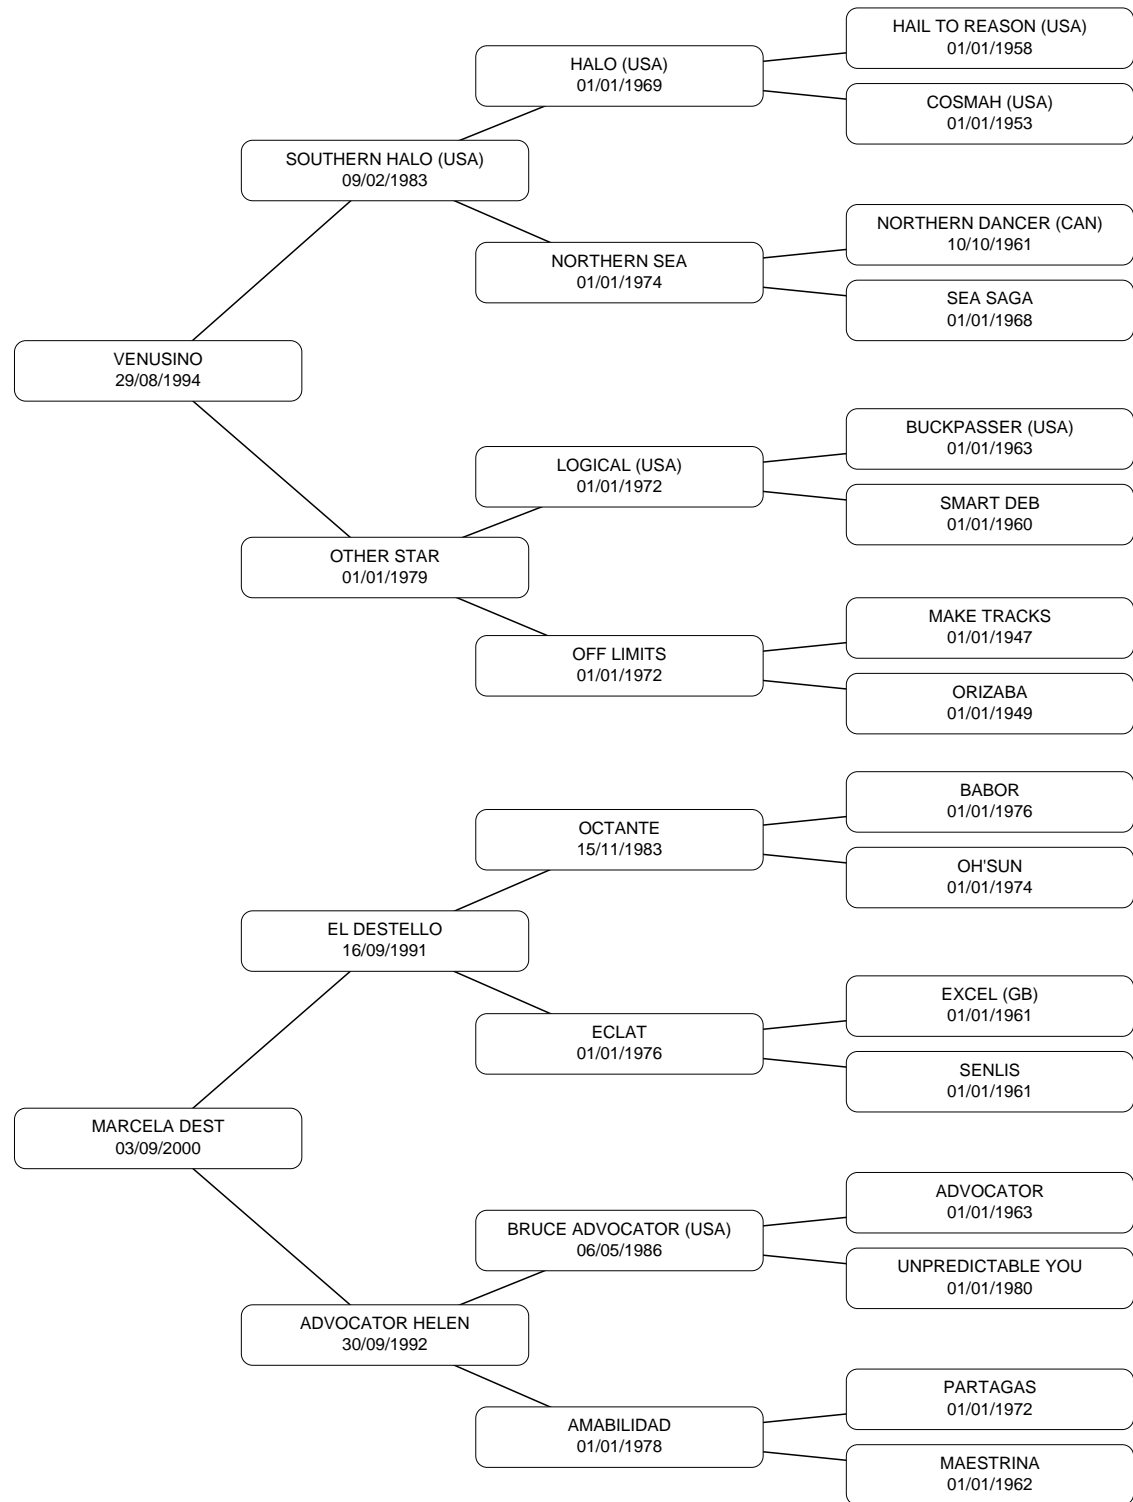 HAIL TO REASON (USA)
01/01/1958
HALO (USA)
01/01/1969
COSMAH (USA)
01/01/1953
SOUTHERN HALO (USA)
09/02/1983
NORTHERN DANCER (CAN)
10/10/1961
NORTHERN SEA
01/01/1974
SEA SAGA
01/01/1968
VENUSINO
29/08/1994
BUCKPASSER (USA)
01/01/1963
LOGICAL (USA)
01/01/1972
SMART DEB
01/01/1960
OTHER STAR
01/01/1979
MAKE TRACKS
01/01/1947
OFF LIMITS
01/01/1972
ORIZABA
01/01/1949
BABOR
01/01/1976
OCTANTE
15/11/1983
OH'SUN
01/01/1974
EL DESTELLO
16/09/1991
EXCEL (GB)
01/01/1961
ECLAT
01/01/1976
SENLIS
01/01/1961
MARCELA DEST
03/09/2000
ADVOCATOR
01/01/1963
BRUCE ADVOCATOR (USA)
06/05/1986
UNPREDICTABLE YOU
01/01/1980
ADVOCATOR HELEN
30/09/1992
PARTAGAS
01/01/1972
AMABILIDAD
01/01/1978
MAESTRINA
01/01/1962